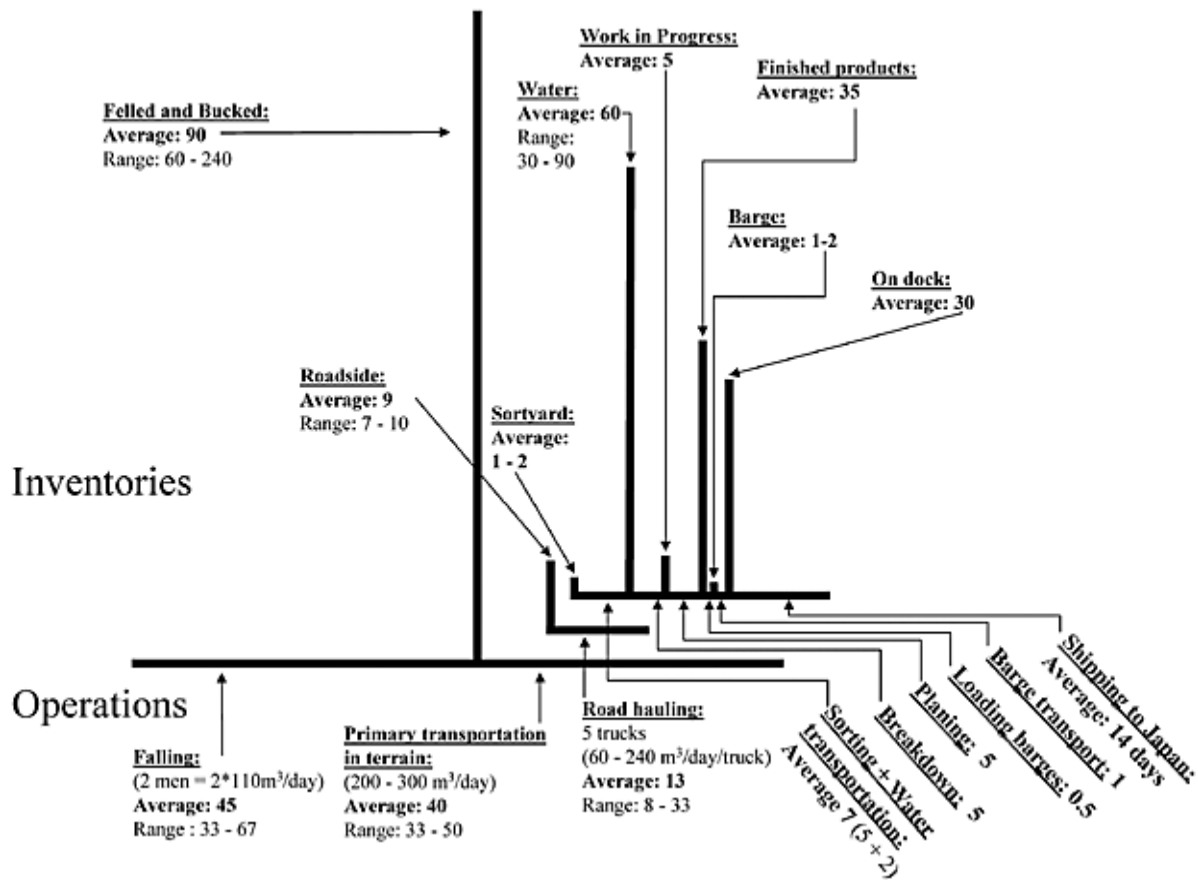 Work in Progress:
Average: 5
Finished products:
Average: 35
Water:
Average: 60
Range:
30 - 90
Felled and Bucked:
Average: 90
Range: 60 - 240
Barge:
Average: 1-2
On dock:
Average: 30
Roadside:
Average: 9
Range: 7 - 10
Sortyard:
Average:
1 - 2
Inventories
Operations
Falling:
(2 men = 2*110m³/day)
Average: 45
Range : 33 - 67
Primary transportation
in terrain:
(200 - 300 m³/day)
Average: 40
Range: 33 - 50
Road hauling:
5 trucks
(60 - 240 m³/day/truck)
Average: 13
Range: 8 - 33
Sorting + Water
transportation:
Average 7 (5 + 2)
Breakdown: 5
Planing: 5
Loading barges: 0.5
Barge transport: 1
Shipping to Japan:
Average: 14 days